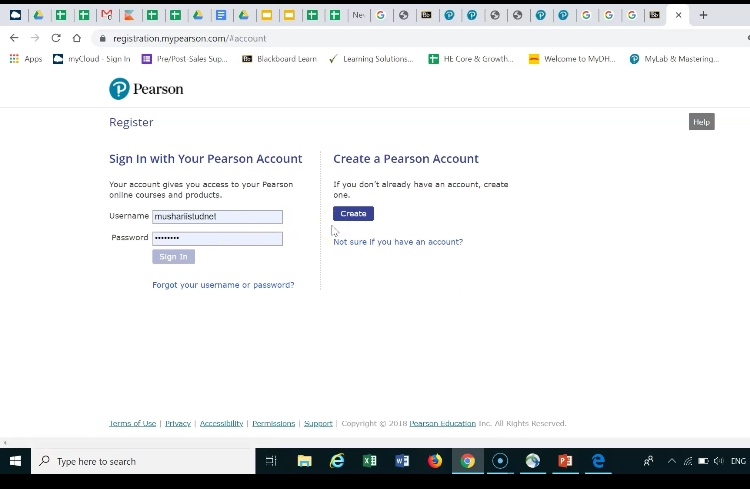 Ne
Bb
Bb
registration.mypearson.com/#account
Apps
myCloud - Sign In
Pre/Post-Sales Sup...
Bb
Blackboard Learn
Learning Solutions...
HE Core & Growth...
Welcome to MyDH...
MyLab & Mastering...
Pearson
Register
Help
Sign In with Your Pearson Account
Your account gives you access to your Pearson
online courses and products.
Username mushariistudnet
Password ••••••••
Sign In
Forgot your username or password?
Create a Pearson Account
If you don't already have an account, create
one.
Create
Not sure if you have an account?
Terms of Use | Privacy | Accessibility | Permissions | Support | Copyright © 2018 Pearson Education Inc. All Rights Reserved.
Type here to search
ENG